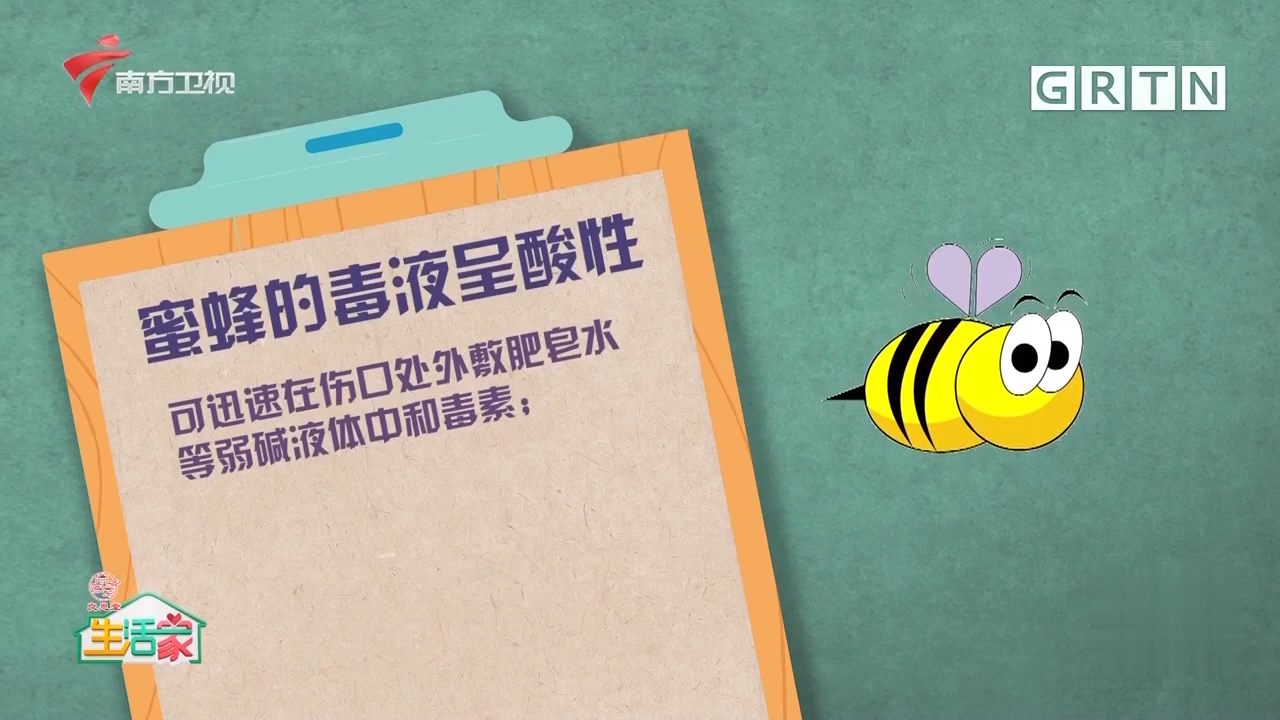 南方卫视
GRTN
蜜蜂的毒液呈酸性
可迅速在伤口处外敷肥皂水
等弱碱液体中和毒素；
生活家